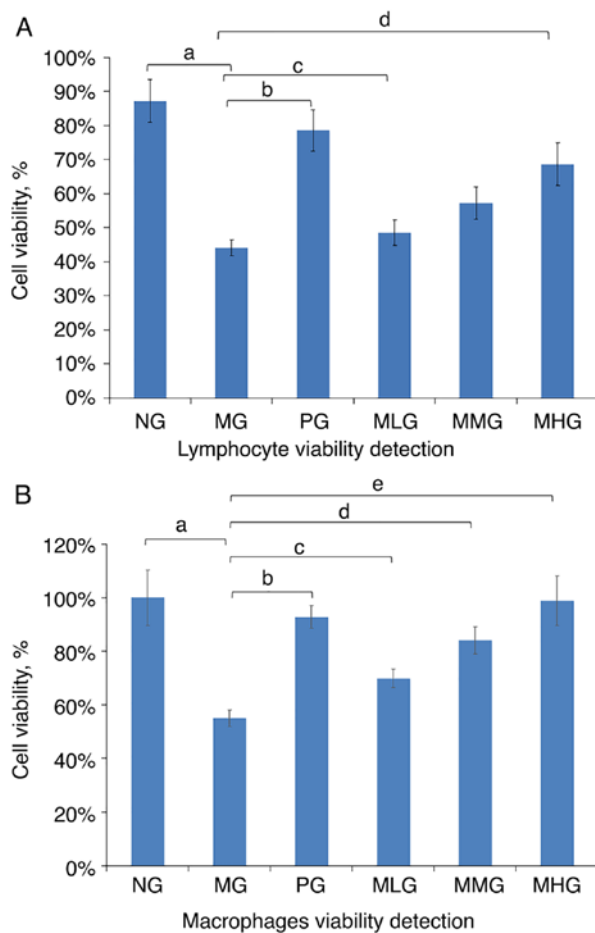 A
d
a
c
b
100%
90%
80%
70%
60%
50%
40%
30%
20%
10%
0%
Cell viability, %
NG MG PG MLG MMG MHG
Lymphocyte viability detection
B
e
a
d
c
b
120%
100%
80%
60%
40%
20%
0%
Cell viability, %
NG MG PG MLG MMG MHG
Macrophages viability detection